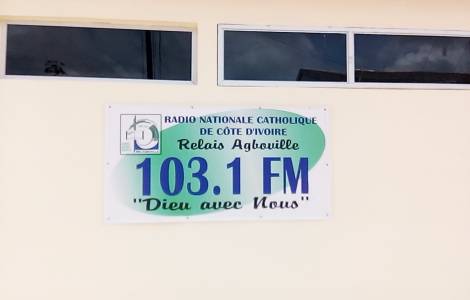 RADIO NATIONALE CATHOLIQUE
DE CÔTE D'IVOIRE
Relais Agboville
103.1 FM
"Dieu avec Nous"